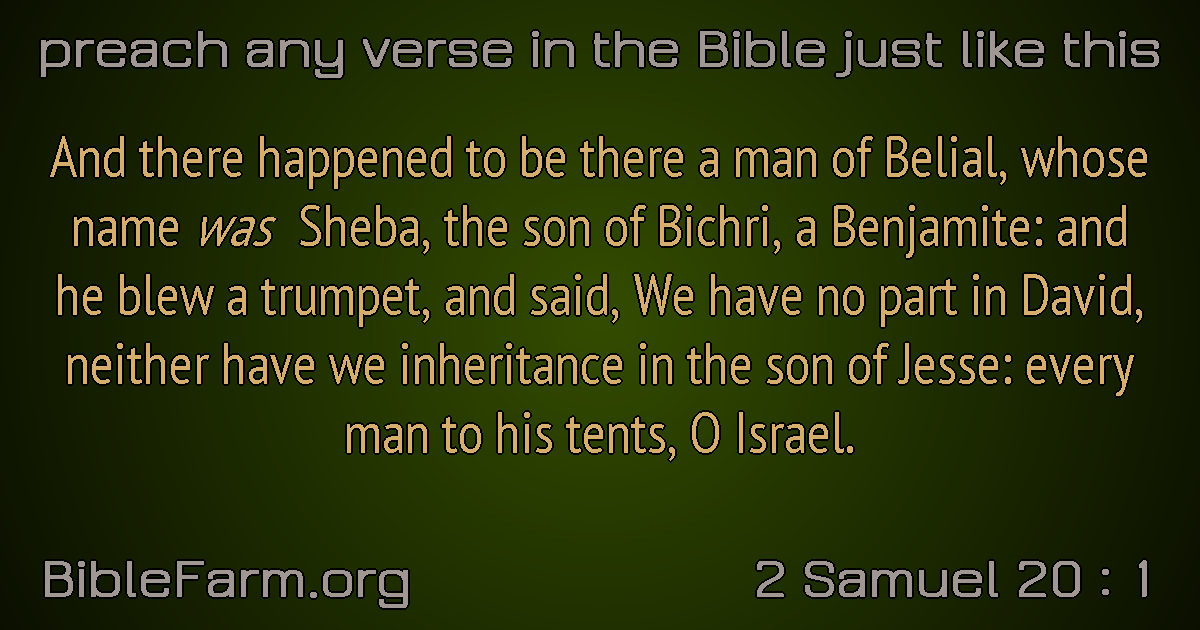 preach any verse in the Bible just like this
And there happened to be there a man of Belial, whose
name was Sheba, the son of Bichri, a Benjamite: and
he blew a trumpet, and said, We have no part in David,
neither have we inheritance in the son of Jesse: every
man to his tents, O Israel.
BibleFarm.org
2 Samuel 20 : 1